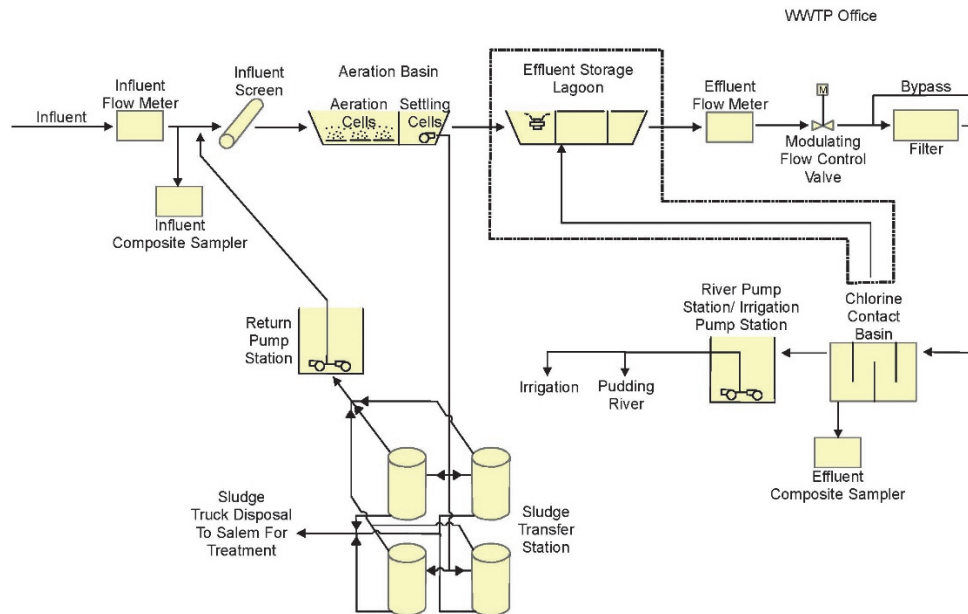 WWTP Office
Influent
Influent
Flow Meter
Influent
Screen
Influent
Composite Sampler
Aeration Basin
Aeration
Cells
Settling
Cells
Effluent Storage
Lagoon
Effluent
Flow Meter
M
Modulating
Flow Control
Valve
Bypass
Filter
Return
Pump
Station
River Pump
Station/ Irrigation
Pump Station
Chlorine
Contact
Basin
Irrigation
Pudding
River
Effluent
Composite Sampler
Sludge
Truck Disposal
To Salem For
Treatment
Sludge
Transfer
Station